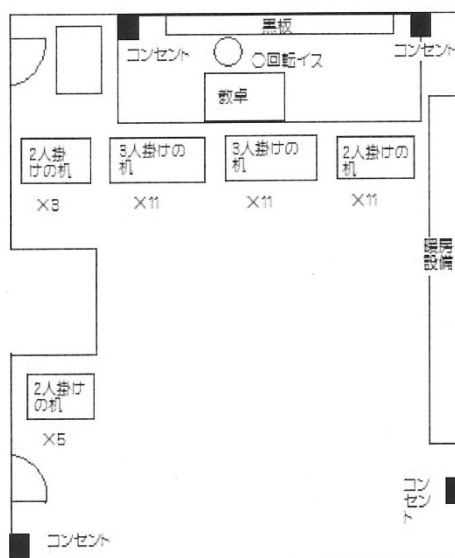 黒板
コンセント
○回転イス
コンセント
教卓
2人掛
けの机
3人掛けの
机
3人掛けの
机
2人掛けの
机
×3
×11
×11
×11
暖房
設備
2人掛け
の机
×5
コン
セン
ト
コンセント